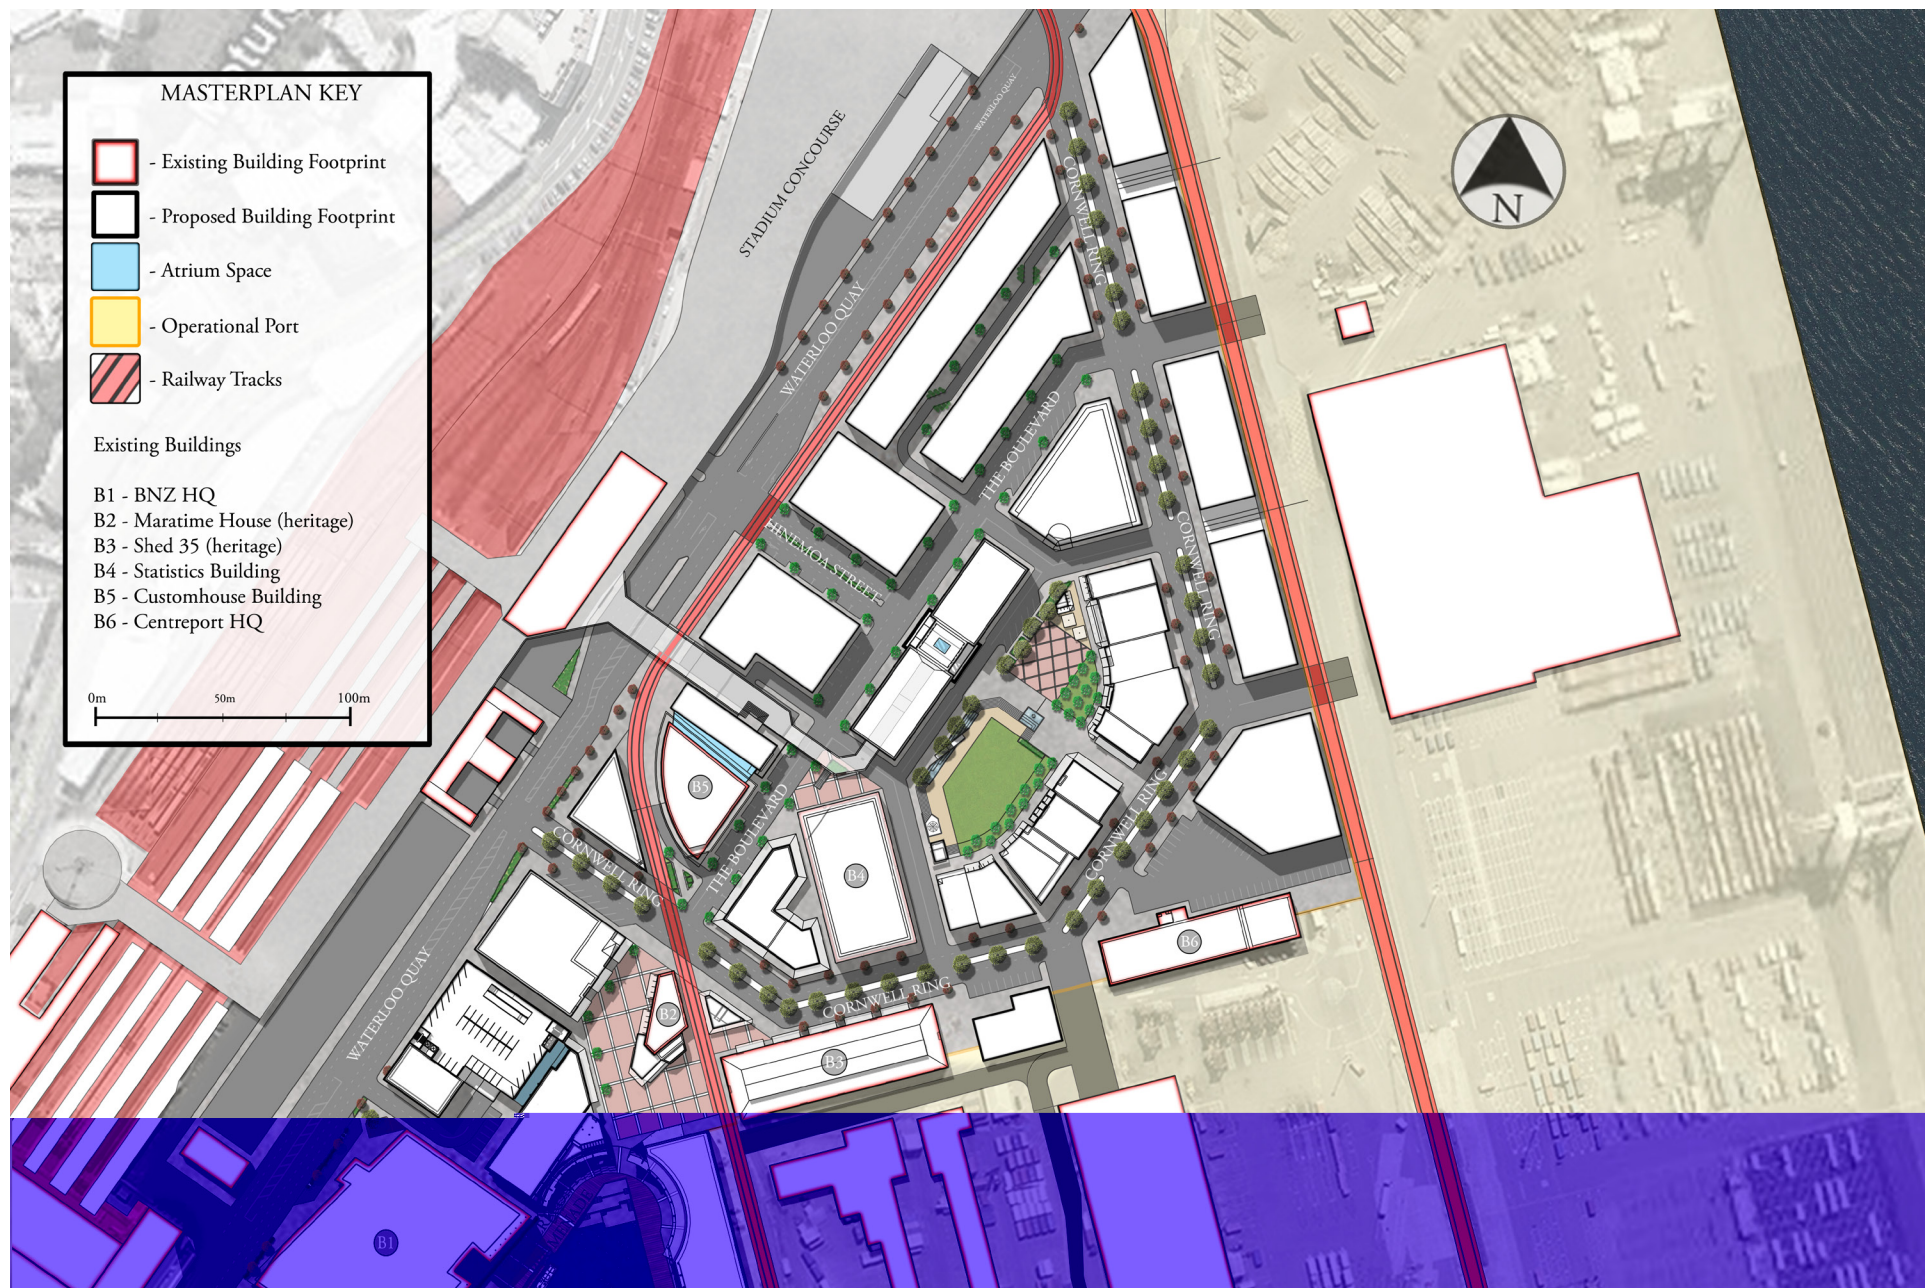 MASTERPLAN KEY
- Existing Building Footprint
- Proposed Building Footprint
- Atrium Space
- Operational Port
- Railway Tracks
Existing Buildings
B1 - BNZ HQ
B2 - Maratime House (heritage)
B3 - Shed 35 (heritage)
B4 - Statistics Building
B5 - Customhouse Building
B6 - Centreport HQ
0m 50m 100m
N
WATERLOO QUAY
STADIUM CONCOURSE
CORNWELL RING
WATERLOO QUAY
THE BOULEVARD
HINEMOA STREET
CORNWELL RING
B5
THE BOULEVARD
CORNWELL RING
CORNWELL RING
B4
B6
WATERLOO QUAY
CORNWELL RING
B2
B3
B1